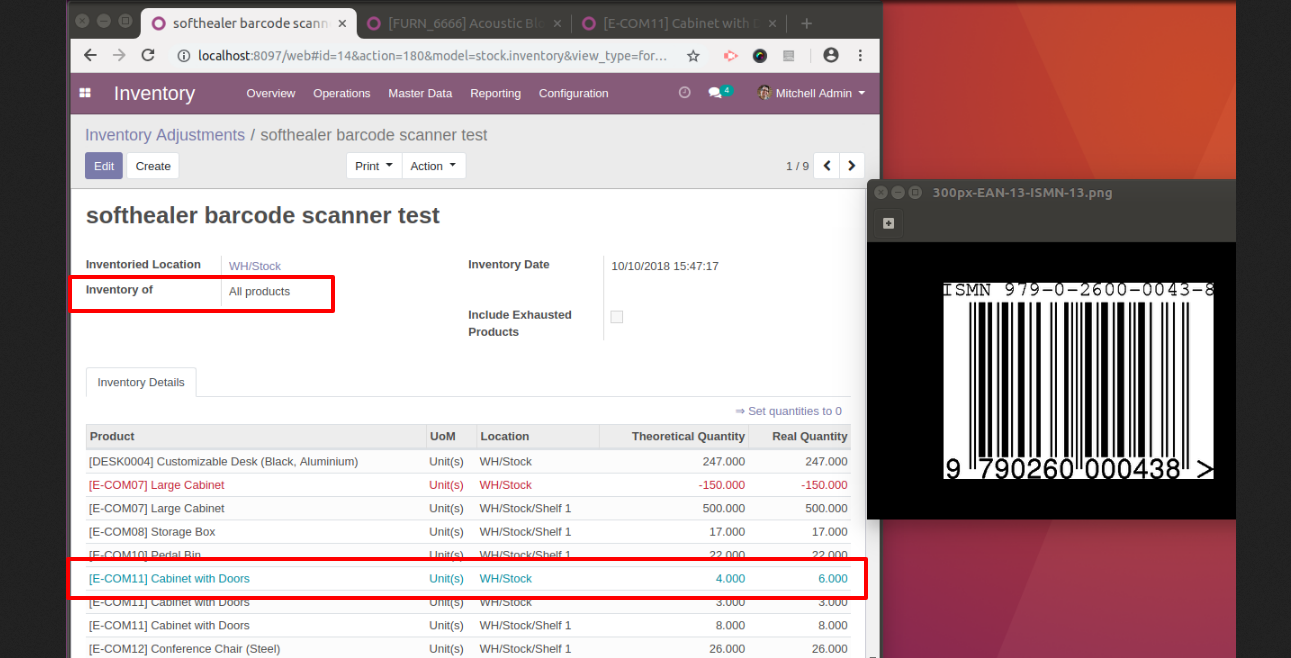 softhealer barcode scann
[FURN_6666] Acoustic Blo
[E-COM11] Cabinet with D
localhost:8097/web#id=14&action=180&model=stock.inventory&view_type=for...
Inventory Overview Operations Master Data Reporting Configuration 4 Mitchell Admin
Inventory Adjustments / softhealer barcode scanner test
Edit Create Print Action 1 / 9
softhealer barcode scanner test
Inventoried Location WH/Stock Inventory Date 10/10/2018 15:47:17
Inventory of All products
Include Exhausted
Products
Inventory Details
⇒ Set quantities to 0
Product UoM Location Theoretical Quantity Real Quantity
[DESK0004] Customizable Desk (Black, Aluminium) Unit(s) WH/Stock 247.000 247.000
[E-COM07] Large Cabinet Unit(s) WH/Stock -150.000 -150.000
[E-COM07] Large Cabinet Unit(s) WH/Stock/Shelf 1 500.000 500.000
[E-COM08] Storage Box Unit(s) WH/Stock/Shelf 1 17.000 17.000
[E-COM10] Pedal Bin Unit(s) WH/Stock/Shelf 1 22.000 22.000
[E-COM11] Cabinet with Doors Unit(s) WH/Stock 4.000 6.000
[E-COM11] Cabinet with Doors Unit(s) WH/Stock 3.000 3.000
[E-COM11] Cabinet with Doors Unit(s) WH/Stock/Shelf 1 8.000 8.000
[E-COM12] Conference Chair (Steel) Unit(s) WH/Stock/Shelf 1 26.000 26.000
300px-EAN-13-ISMN-13.png
ISMN 979-0-2600-0043-8
9 790260 000438 >